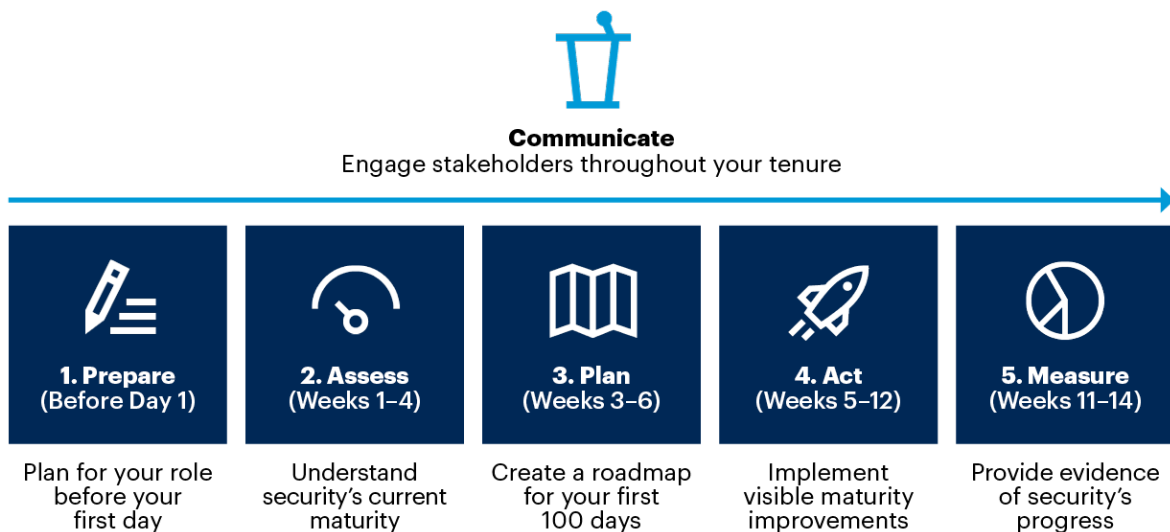 Communicate
Engage stakeholders throughout your tenure
1. Prepare
(Before Day 1)
2. Assess
(Weeks 1–4)
3. Plan
(Weeks 3–6)
4. Act
(Weeks 5–12)
5. Measure
(Weeks 11–14)
Plan for your role
before your
first day
Understand
security’s current
maturity
Create a roadmap
for your first
100 days
Implement
visible maturity
improvements
Provide evidence
of security’s
progress